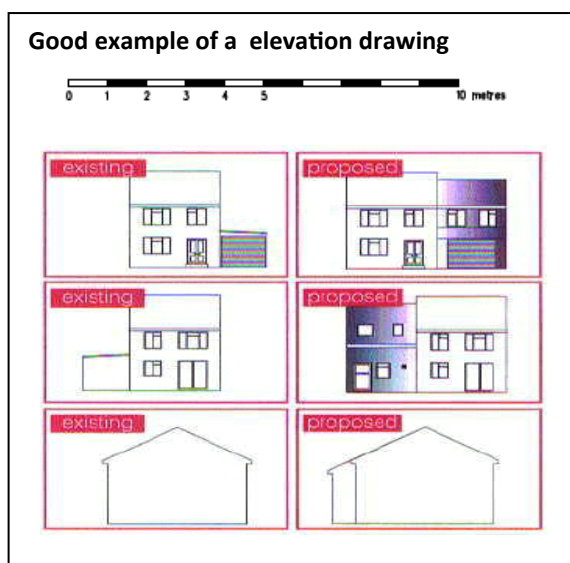 Good example of a  elevation drawing
0 1 2 3 4 5 10 metres
existing proposed
existing proposed
existing proposed